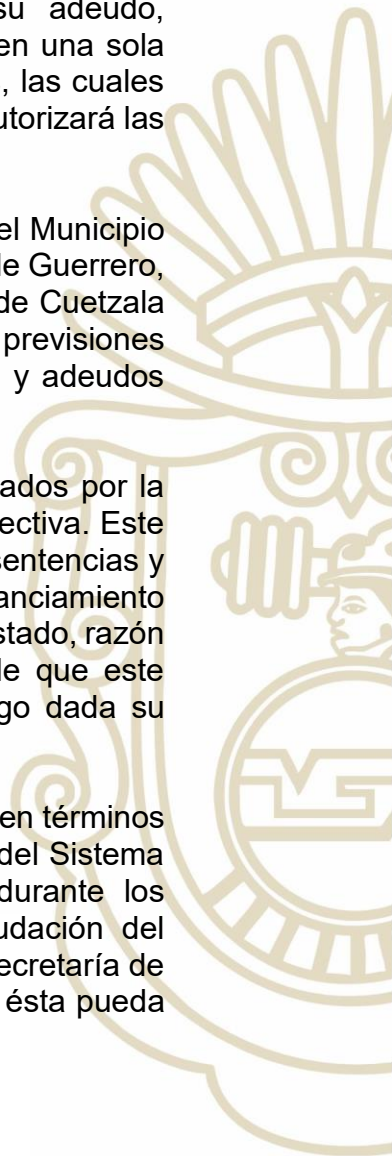 su adeudo,
en una sola
, las cuales
utorizará las
el Municipio
de Guerrero,
de Cuetzala
previsiones
y adeudos
ados por la
ectiva. Este
sentencias y
anciamiento
stado, razón
de que este
go dada su
en términos
del Sistema
durante los
udación del
ecretaría de
ésta pueda